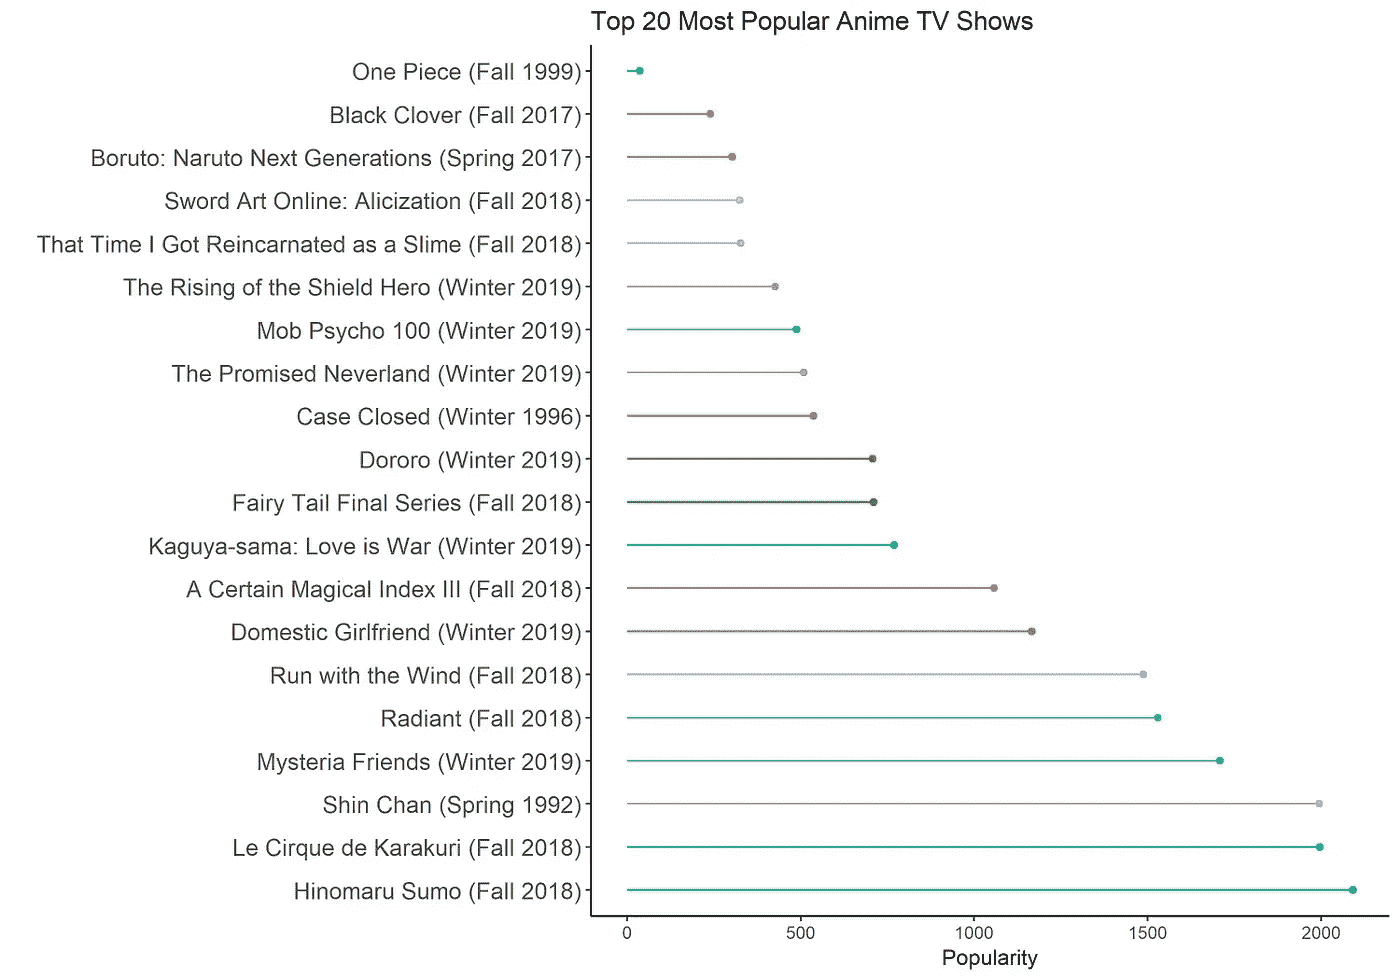 Top 20 Most Popular Anime TV Shows
One Piece (Fall 1999)
Black Clover (Fall 2017)
Boruto: Naruto Next Generations (Spring 2017)
Sword Art Online: Alicization (Fall 2018)
That Time I Got Reincarnated as a Slime (Fall 2018)
The Rising of the Shield Hero (Winter 2019)
Mob Psycho 100 (Winter 2019)
The Promised Neverland (Winter 2019)
Case Closed (Winter 1996)
Dororo (Winter 2019)
Fairy Tail Final Series (Fall 2018)
Kaguya-sama: Love is War (Winter 2019)
A Certain Magical Index III (Fall 2018)
Domestic Girlfriend (Winter 2019)
Run with the Wind (Fall 2018)
Radiant (Fall 2018)
Mysteria Friends (Winter 2019)
Shin Chan (Spring 1992)
Le Cirque de Karakuri (Fall 2018)
Hinomaru Sumo (Fall 2018)
0 500 1000 1500 2000
Popularity